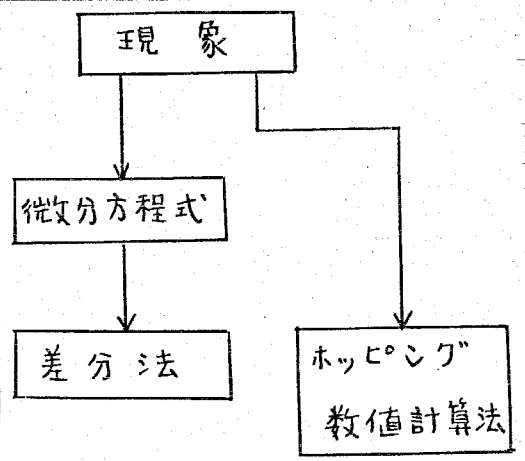 現象
微分方程式
差分法
ホッピング
数値計算法